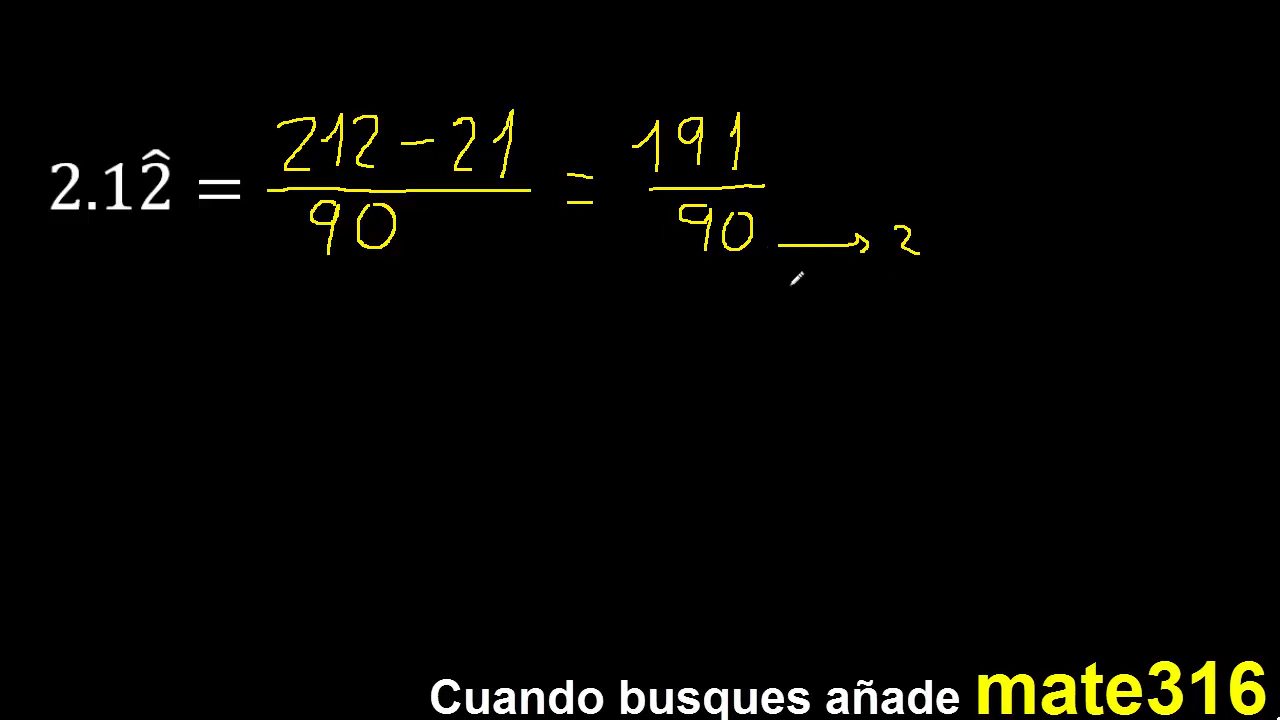 2.12̂ = 212-21/90 = 191/90 → 2
Cuando busques añade mate316